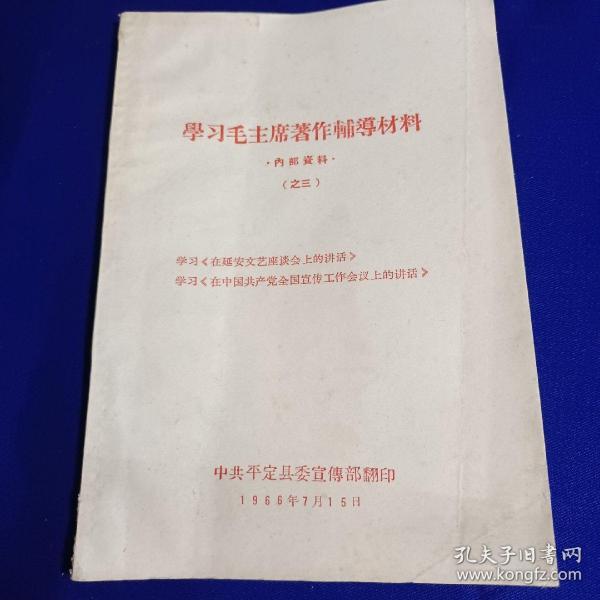 學习毛主席著作輔導材料
·內部資料·
（之三）
学习《在延安文艺座谈会上的讲话》
学习《在中国共产党全国宣传工作会议上的讲话》
中共平定县委宣傳部翻印
1966年7月15日
孔夫子旧书网
www.kongfz.com